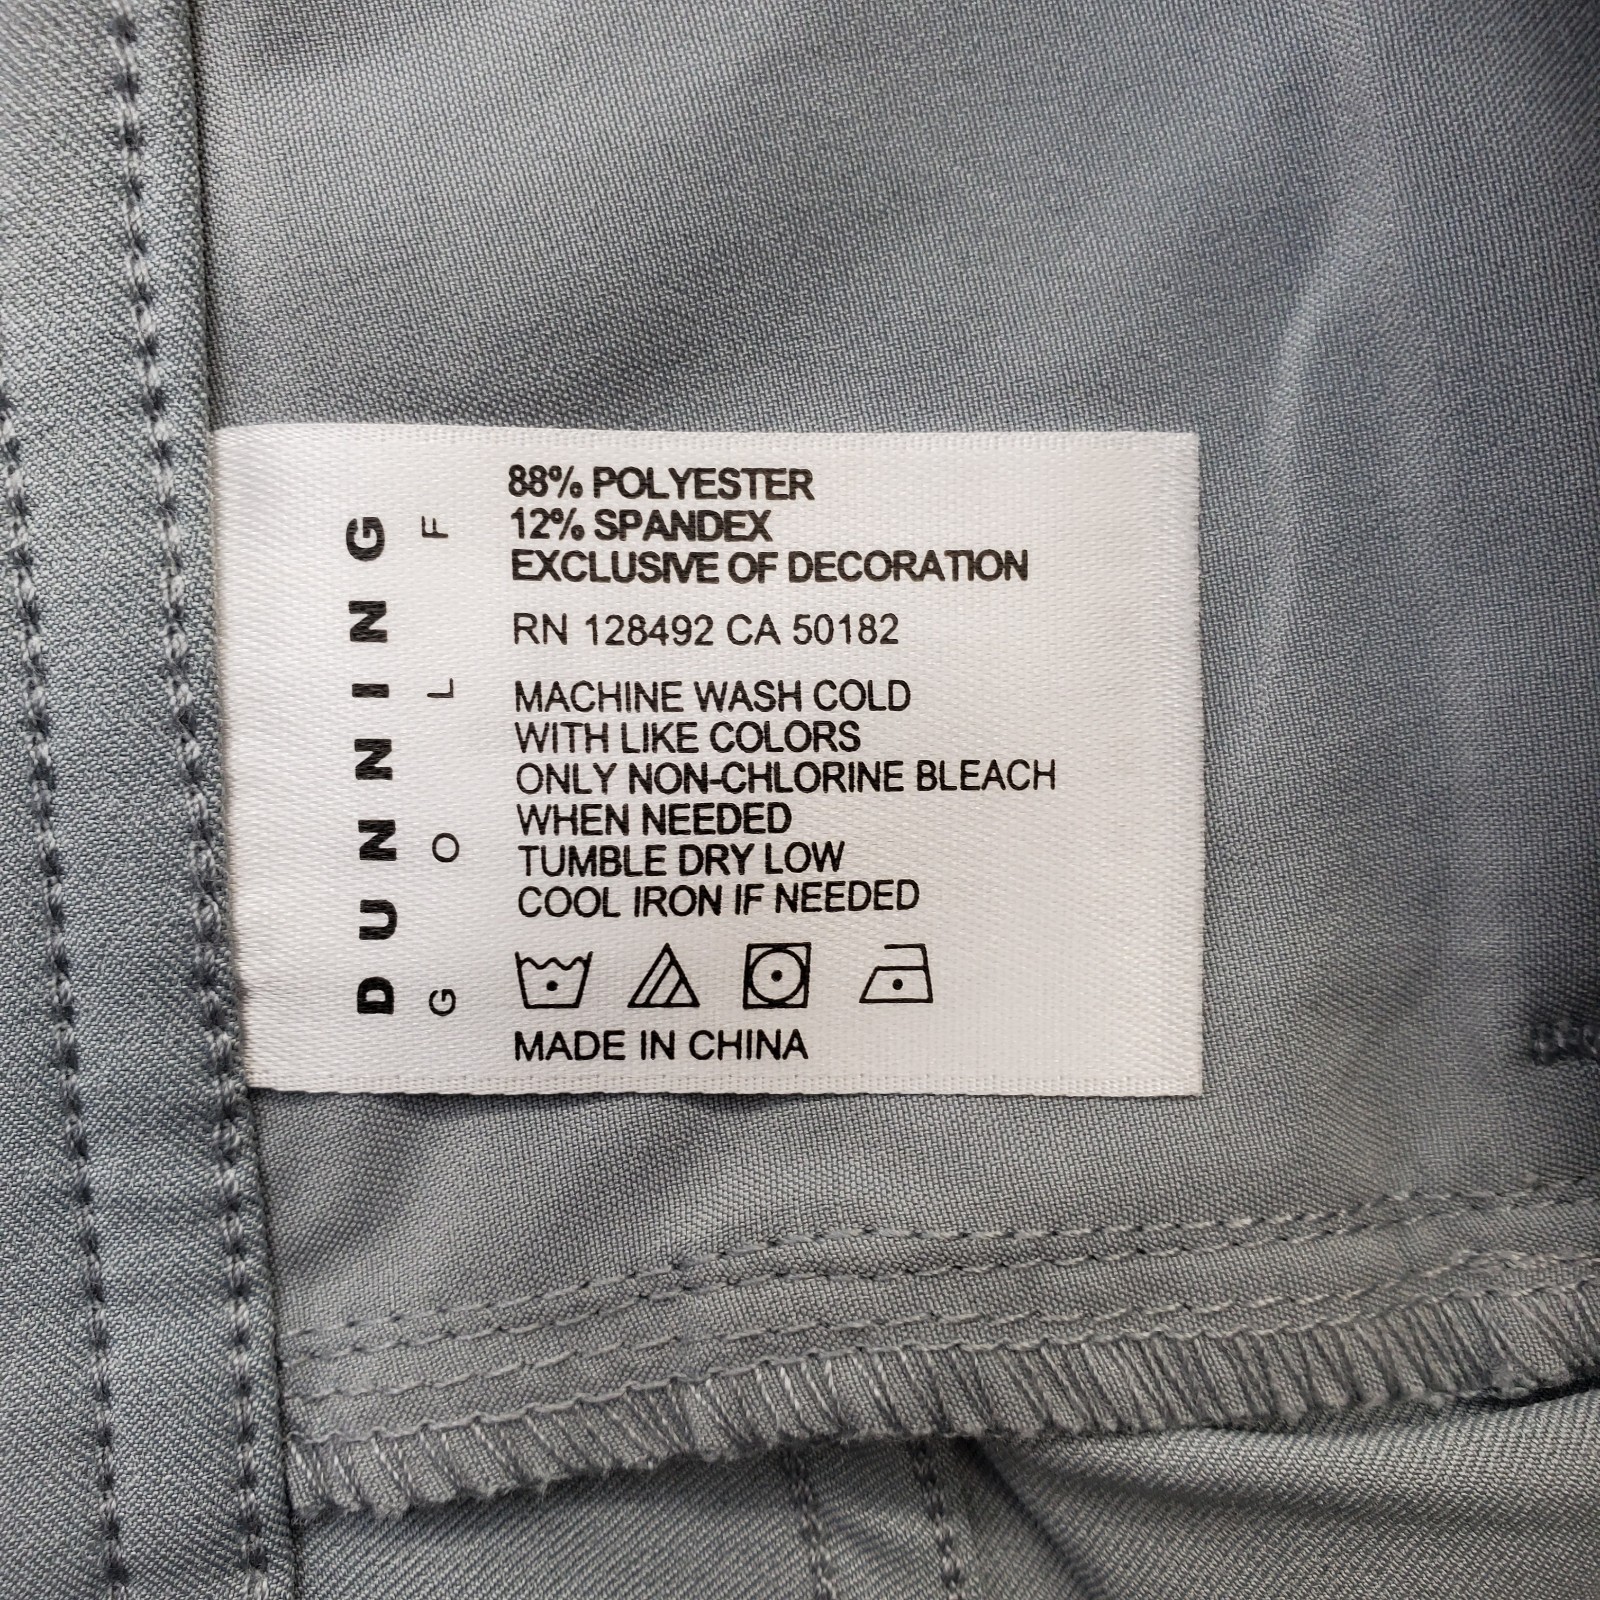 DUNNING
GOLF
88% POLYESTER
12% SPANDEX
EXCLUSIVE OF DECORATION
RN 128492 CA 50182
MACHINE WASH COLD
WITH LIKE COLORS
ONLY NON-CHLORINE BLEACH
WHEN NEEDED
TUMBLE DRY LOW
COOL IRON IF NEEDED
MADE IN CHINA